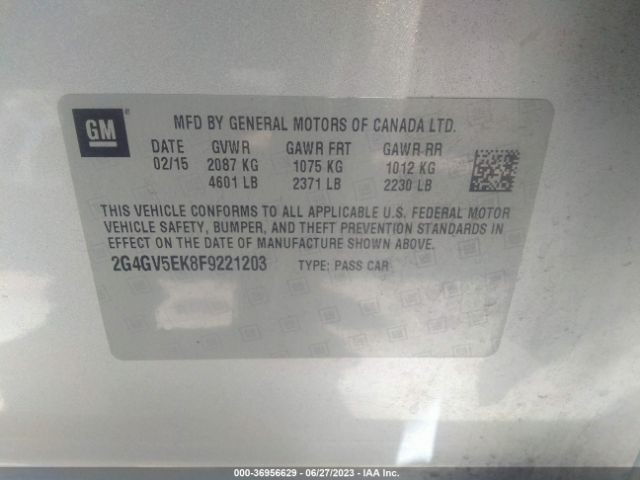 GM
MFD BY GENERAL MOTORS OF CANADA LTD.
DATE GVWR GAWR FRT GAWR RR
02/15 2087 KG 1075 KG 1012 KG
4601 LB 2371 LB 2230 LB
THIS VEHICLE CONFORMS TO ALL APPLICABLE U.S. FEDERAL MOTOR
VEHICLE SAFETY, BUMPER, AND THEFT PREVENTION STANDARDS IN
EFFECT ON THE DATE OF MANUFACTURE SHOWN ABOVE.
2G4GV5EK8F9221203 TYPE: PASS CAR
000-36956629 - 06/27/2023 - IAA Inc.